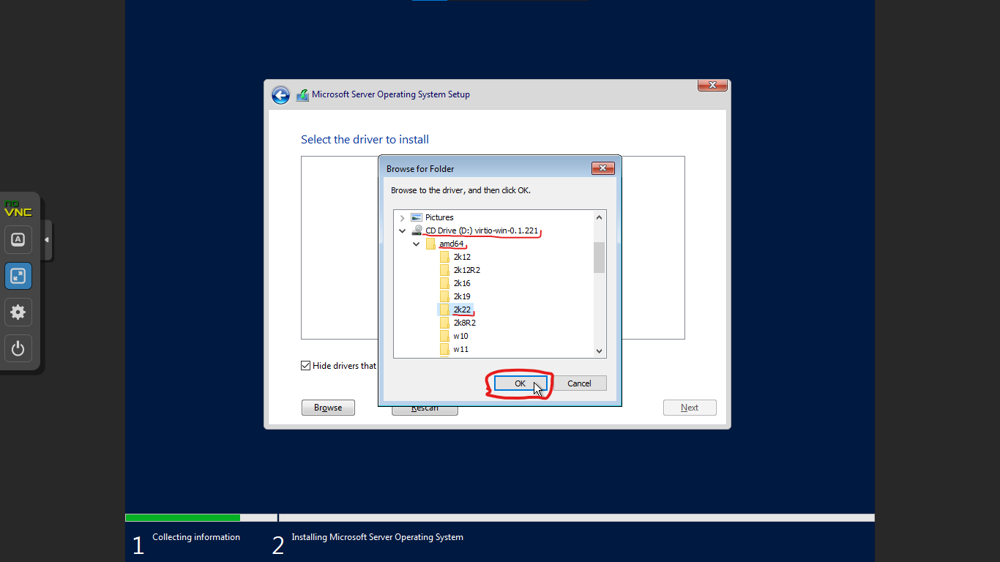 Microsoft Server Operating System Setup
Select the driver to install
Browse for Folder
Browse to the driver, and then click OK.
Pictures
CD Drive (D:) virtio-win-0.1.221
amd64
2k12
2k12R2
2k16
2k19
2k22
2k8R2
w10
w11
no
VNC
A
Hide drivers that
OK
Cancel
Browse
Rescan
Next
1 Collecting information
2 Installing Microsoft Server Operating System